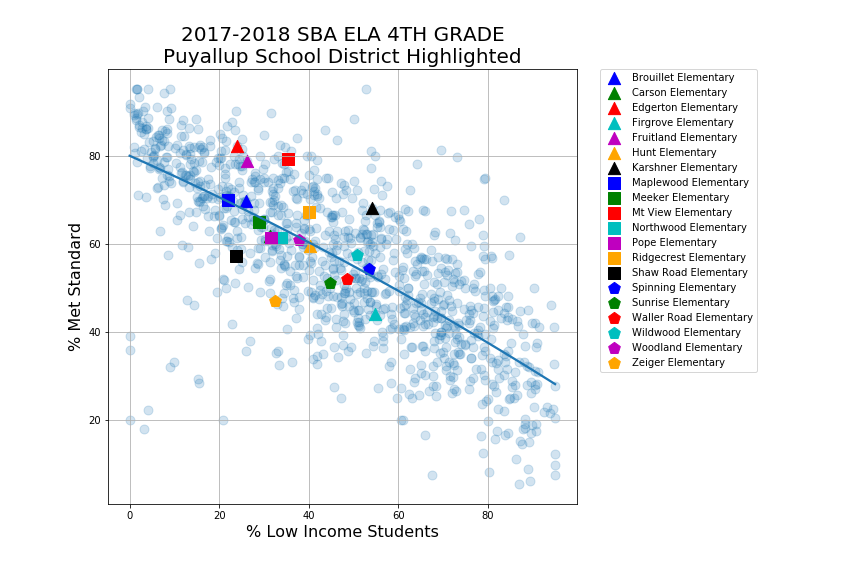 2017-2018 SBA ELA 4TH GRADE
Puyallup School District Highlighted
% Met Standard
80
60
40
20
0
20
40
60
80
% Low Income Students
Brouillet Elementary
Carson Elementary
Edgerton Elementary
Firgrove Elementary
Fruitland Elementary
Hunt Elementary
Karshner Elementary
Maplewood Elementary
Meeker Elementary
Mt View Elementary
Northwood Elementary
Pope Elementary
Ridgecrest Elementary
Shaw Road Elementary
Spinning Elementary
Sunrise Elementary
Waller Road Elementary
Wildwood Elementary
Woodland Elementary
Zeiger Elementary